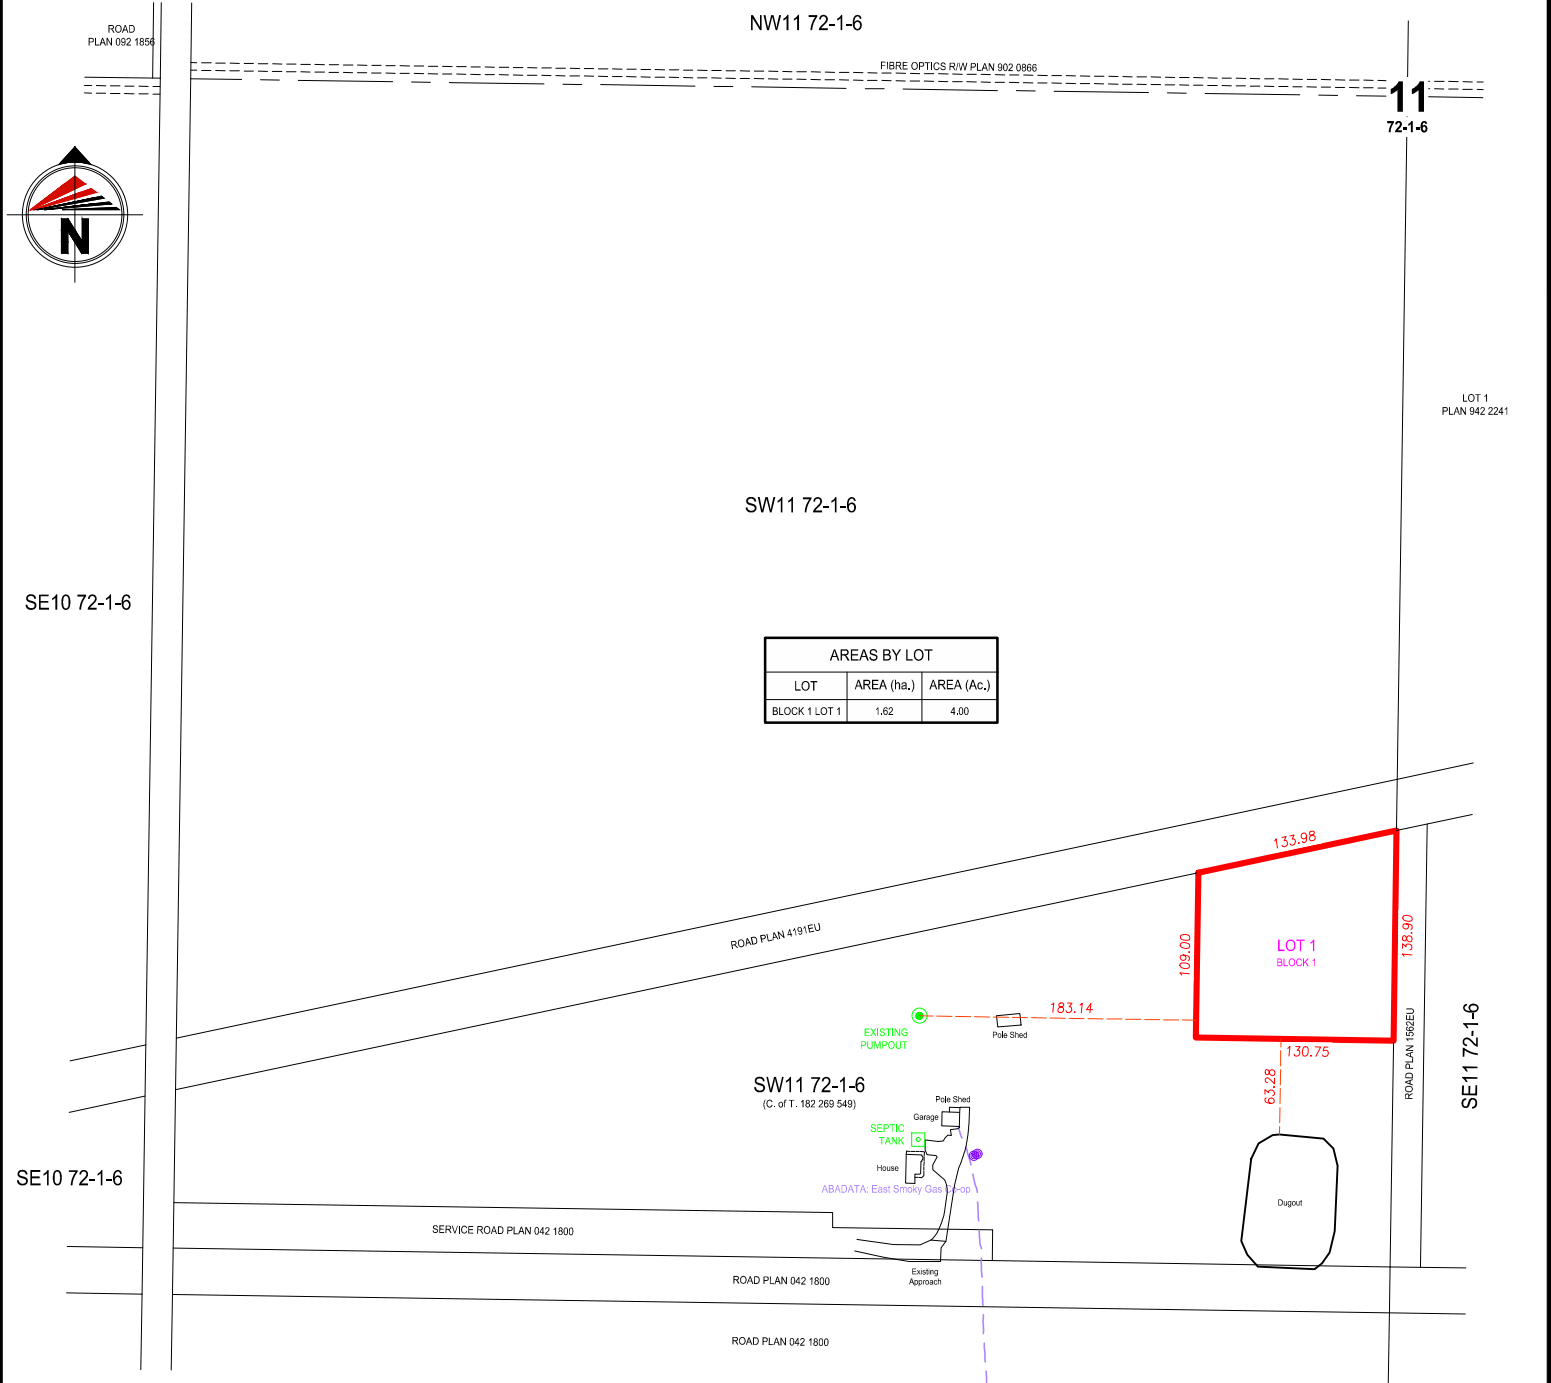 NW11 72-1-6
ROAD
PLAN 092 1856
FIBRE OPTICS R/W PLAN 902 0866
11
72-1-6
N
LOT 1
PLAN 942 2241
SW11 72-1-6
SE10 72-1-6
AREAS BY LOT
LOT AREA (ha.) AREA (Ac.)
BLOCK 1 LOT 1 1.62 4.00
133.98
ROAD PLAN 4191EU
109.00
LOT 1
BLOCK 1
138.90
183.14
EXISTING
PUMPOUT
Pole Shed
130.75
ROAD PLAN 1562EU
SE11 72-1-6
63.28
SW11 72-1-6
(C. of T. 182 269 549)
Pole Shed
Garage
SEPTIC
TANK
House
ABADATA: East Smoky Gas Co-op
SE10 72-1-6
Dugout
SERVICE ROAD PLAN 042 1800
Existing
Approach
ROAD PLAN 042 1800
ROAD PLAN 042 1800